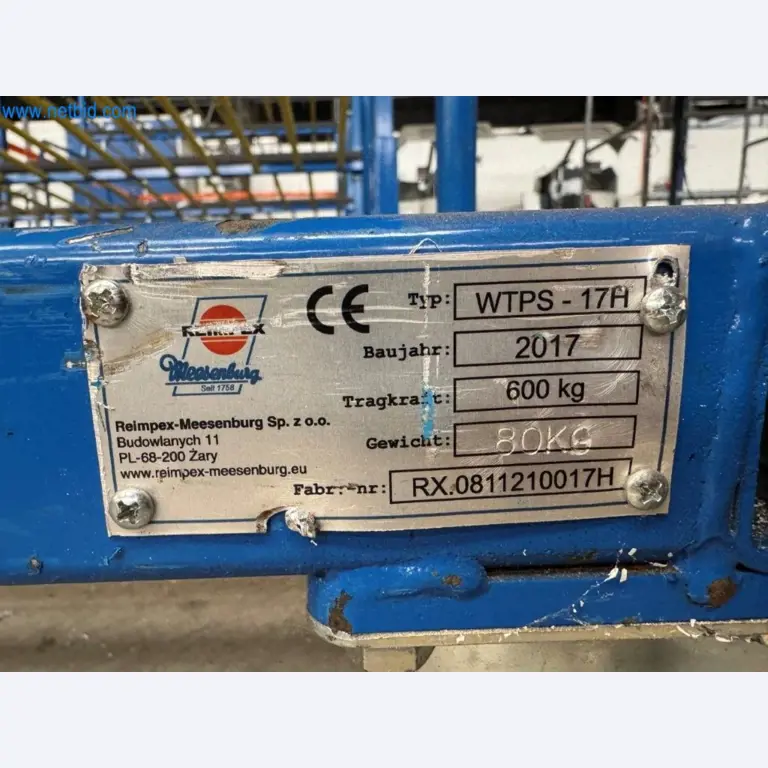 www.netbid.com
REIMPEX
Meesenburg
Seit 1758
CE
Typ: WTPS - 17H
Baujahr: 2017
Tragkraft: 600 kg
Gewicht: 80KG
Fabr.-nr: RX.0811210017H
Reimpex-Meesenburg Sp. z o.o.
Budowlanych 11
PL-68-200 Żary
www.reimpex-meesenburg.eu